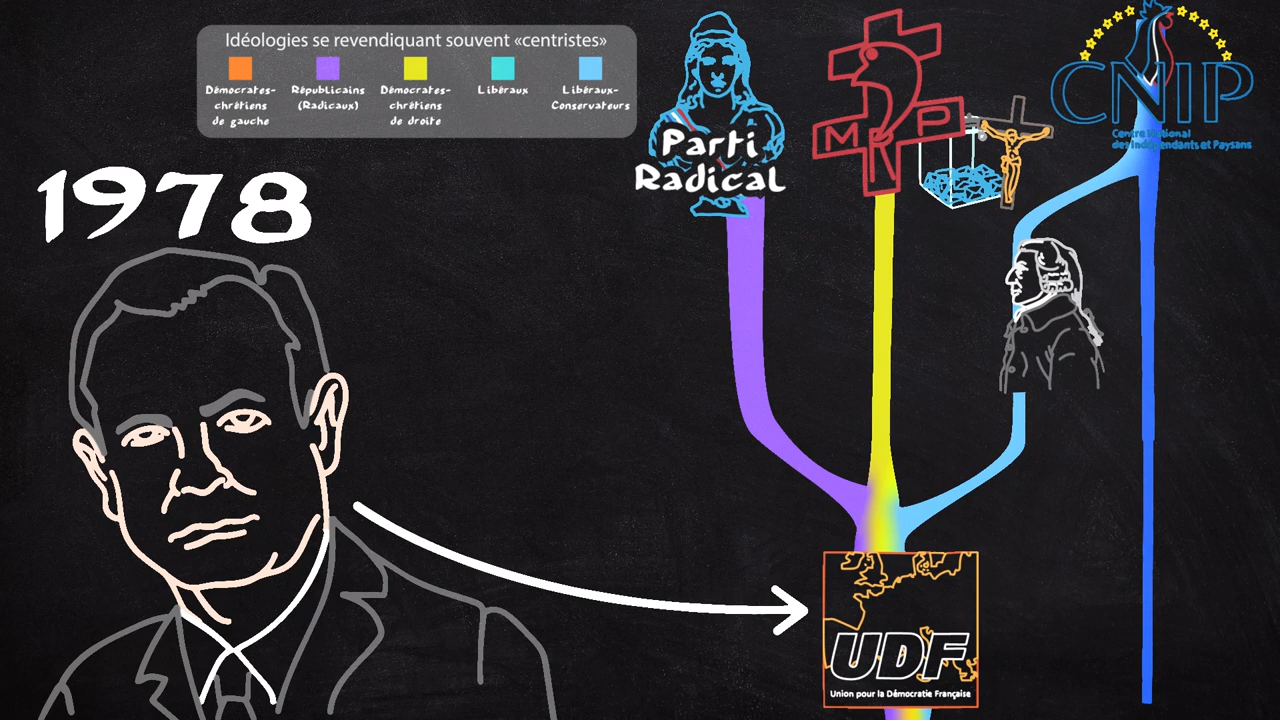 Idéologies se revendiquant souvent «centristes»
Démocrates-
chrétiens
de gauche
Républicains
(Radicaux)
Démocrates-
chrétiens
de droite
Libéraux
Libéraux-
Conservateurs
1978
Parti
Radical
MRP
CNIP
Centre National
des Indépendants et Paysans
UDF
Union pour la Démocratie Française